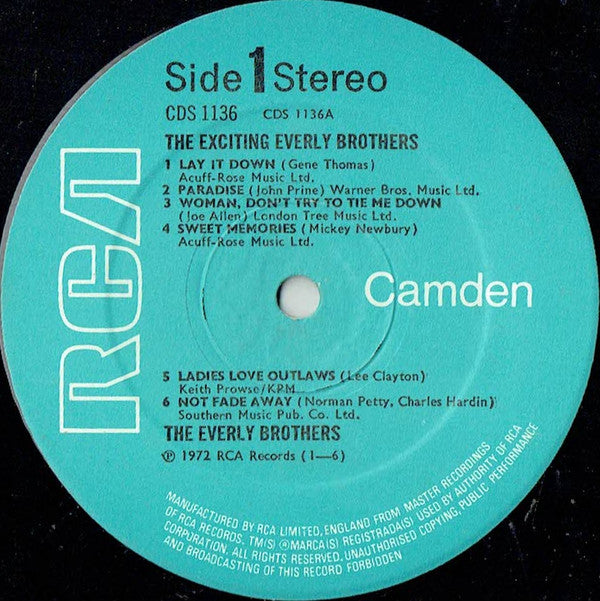 Side 1 Stereo
CDS 1136 CDS 1136A
THE EXCITING EVERLY BROTHERS
1 LAY IT DOWN (Gene Thomas)
Acuff-Rose Music Ltd.
2 PARADISE (John Prine) Warner Bros. Music Ltd.
3 WOMAN, DON'T TRY TO TIE ME DOWN
(Joe Allen) London Tree Music Ltd.
4 SWEET MEMORIES (Mickey Newbury)
Acuff-Rose Music Ltd.
RCA
Camden
5 LADIES LOVE OUTLAWS (Lee Clayton)
Keith Prowse/KPM
6 NOT FADE AWAY (Norman Petty, Charles Hardin)
Southern Music Pub. Co. Ltd.
THE EVERLY BROTHERS
℗ 1972 RCA Records (1—6)
MANUFACTURED BY RCA LIMITED, ENGLAND FROM MASTER RECORDINGS
OF RCA RECORDS. TM(S) ® MARCA(S) REGISTRADA(S) USED BY AUTHORITY OF RCA
CORPORATION. ALL RIGHTS RESERVED. UNAUTHORISED COPYING, PUBLIC PERFORMANCE
AND BROADCASTING OF THIS RECORD FORBIDDEN